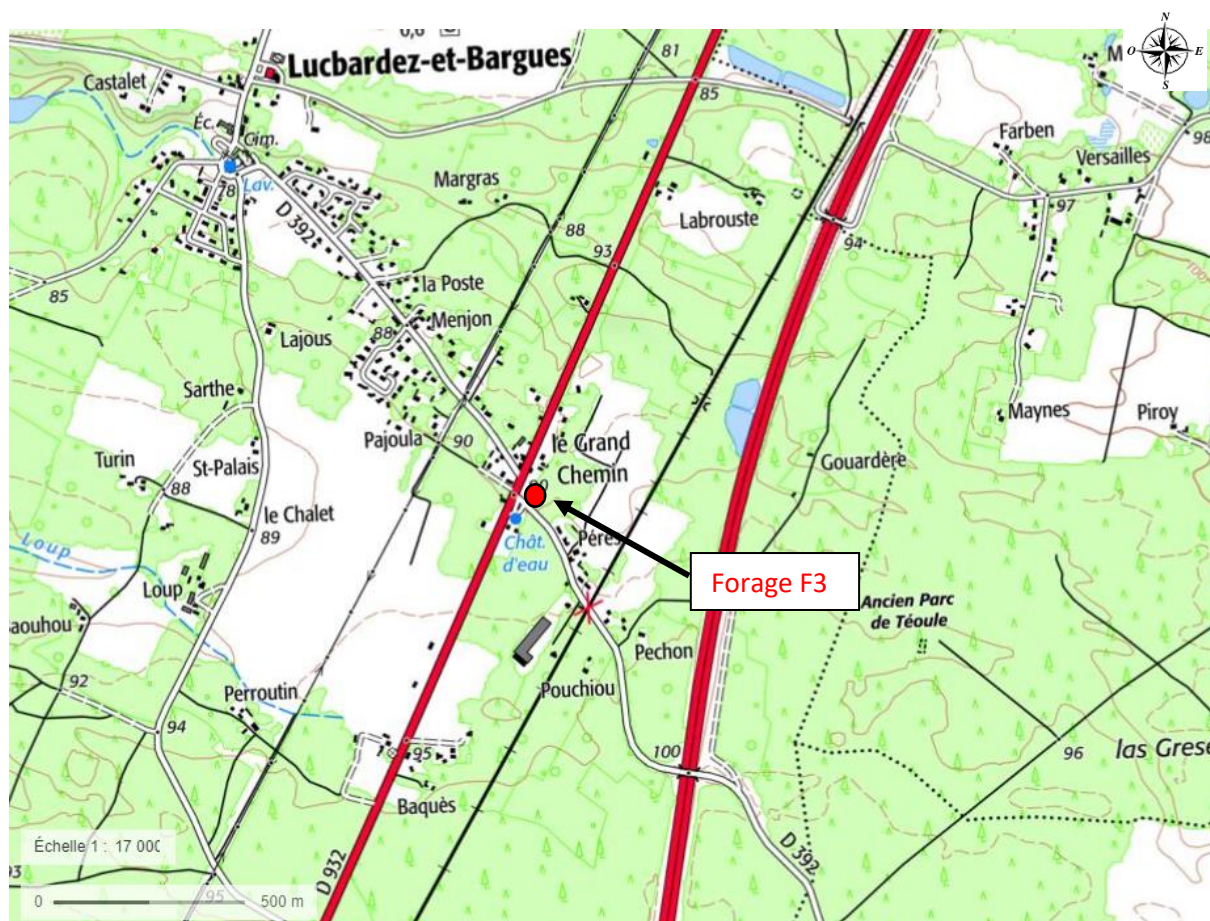 N
O
E
S
Lucbardez-et-Bargues
81
Castalet
85
Éc.
Cim.
Farben
98
Versailles
Lav.
78
Margras
Labrouste
97
D 392
88
93
94
100
85
la Poste
Menjon
88
Lajous
Sarthe
Maynes
Piroy
Pajoula
90
le Grand
Chemin
Gouardère
Turin
St-Palais
88
le Chalet
89
Loup
Chât.
d'eau
Pérès
Forage F3
Loup
Ancien Parc
de Téoule
Pechon
92
Perroutin
Pouchiou
94
95
100
96
las Grese
Baquès
Échelle 1 : 17 000
D 932
D 392
95
0
500 m